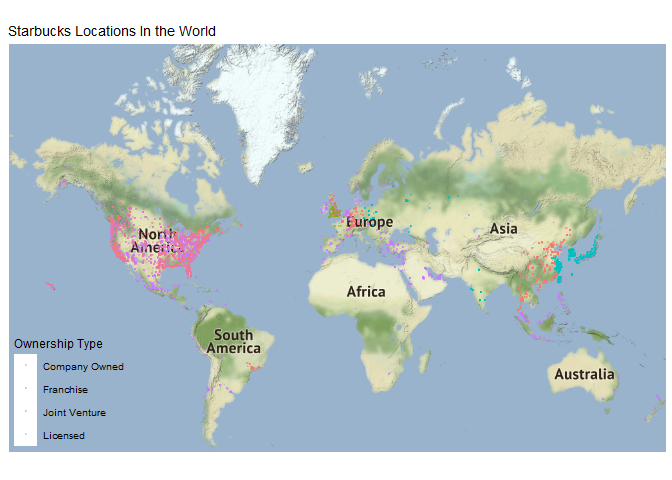 Starbucks Locations In the World
North
America
Europe
Asia
Africa
South
America
Australia
Ownership Type
Company Owned
Franchise
Joint Venture
Licensed